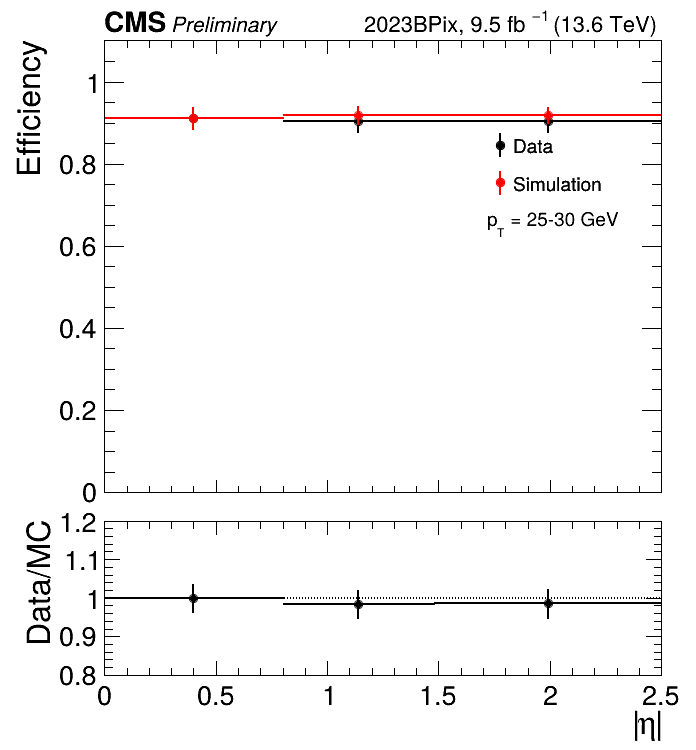 CMS Preliminary 2023BPix, 9.5 fb⁻¹ (13.6 TeV)
Efficiency
1
0.8
0.6
0.4
0.2
0
Data
Simulation
p_T = 25-30 GeV
Data/MC
1.2
1.1
1
0.9
0.8
0 0.5 1 1.5 2 2.5
|η|